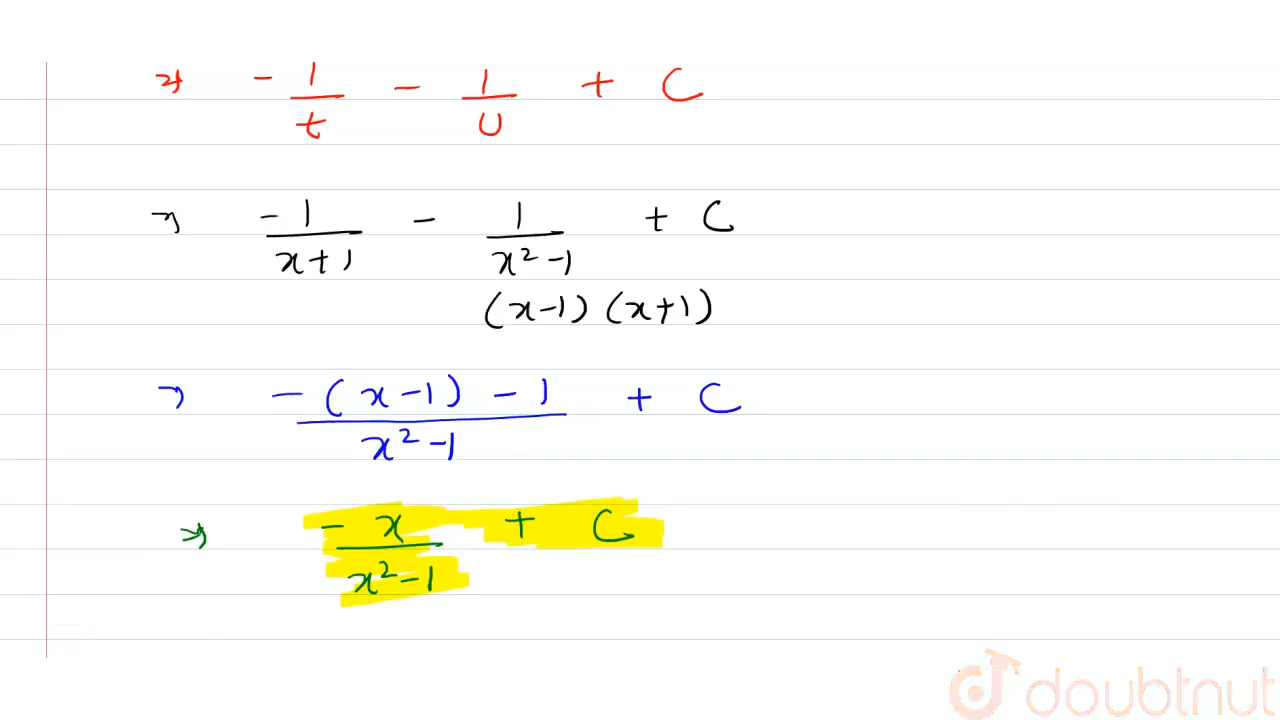 ⇒ - 1/t - 1/U + C
⇒ -1/(x+1) - 1/(x²-1) + C
(x-1) (x+1)
⇒ (-(x-1) - 1)/(x²-1) + C
⇒ -x/(x²-1) + C
doubtnut